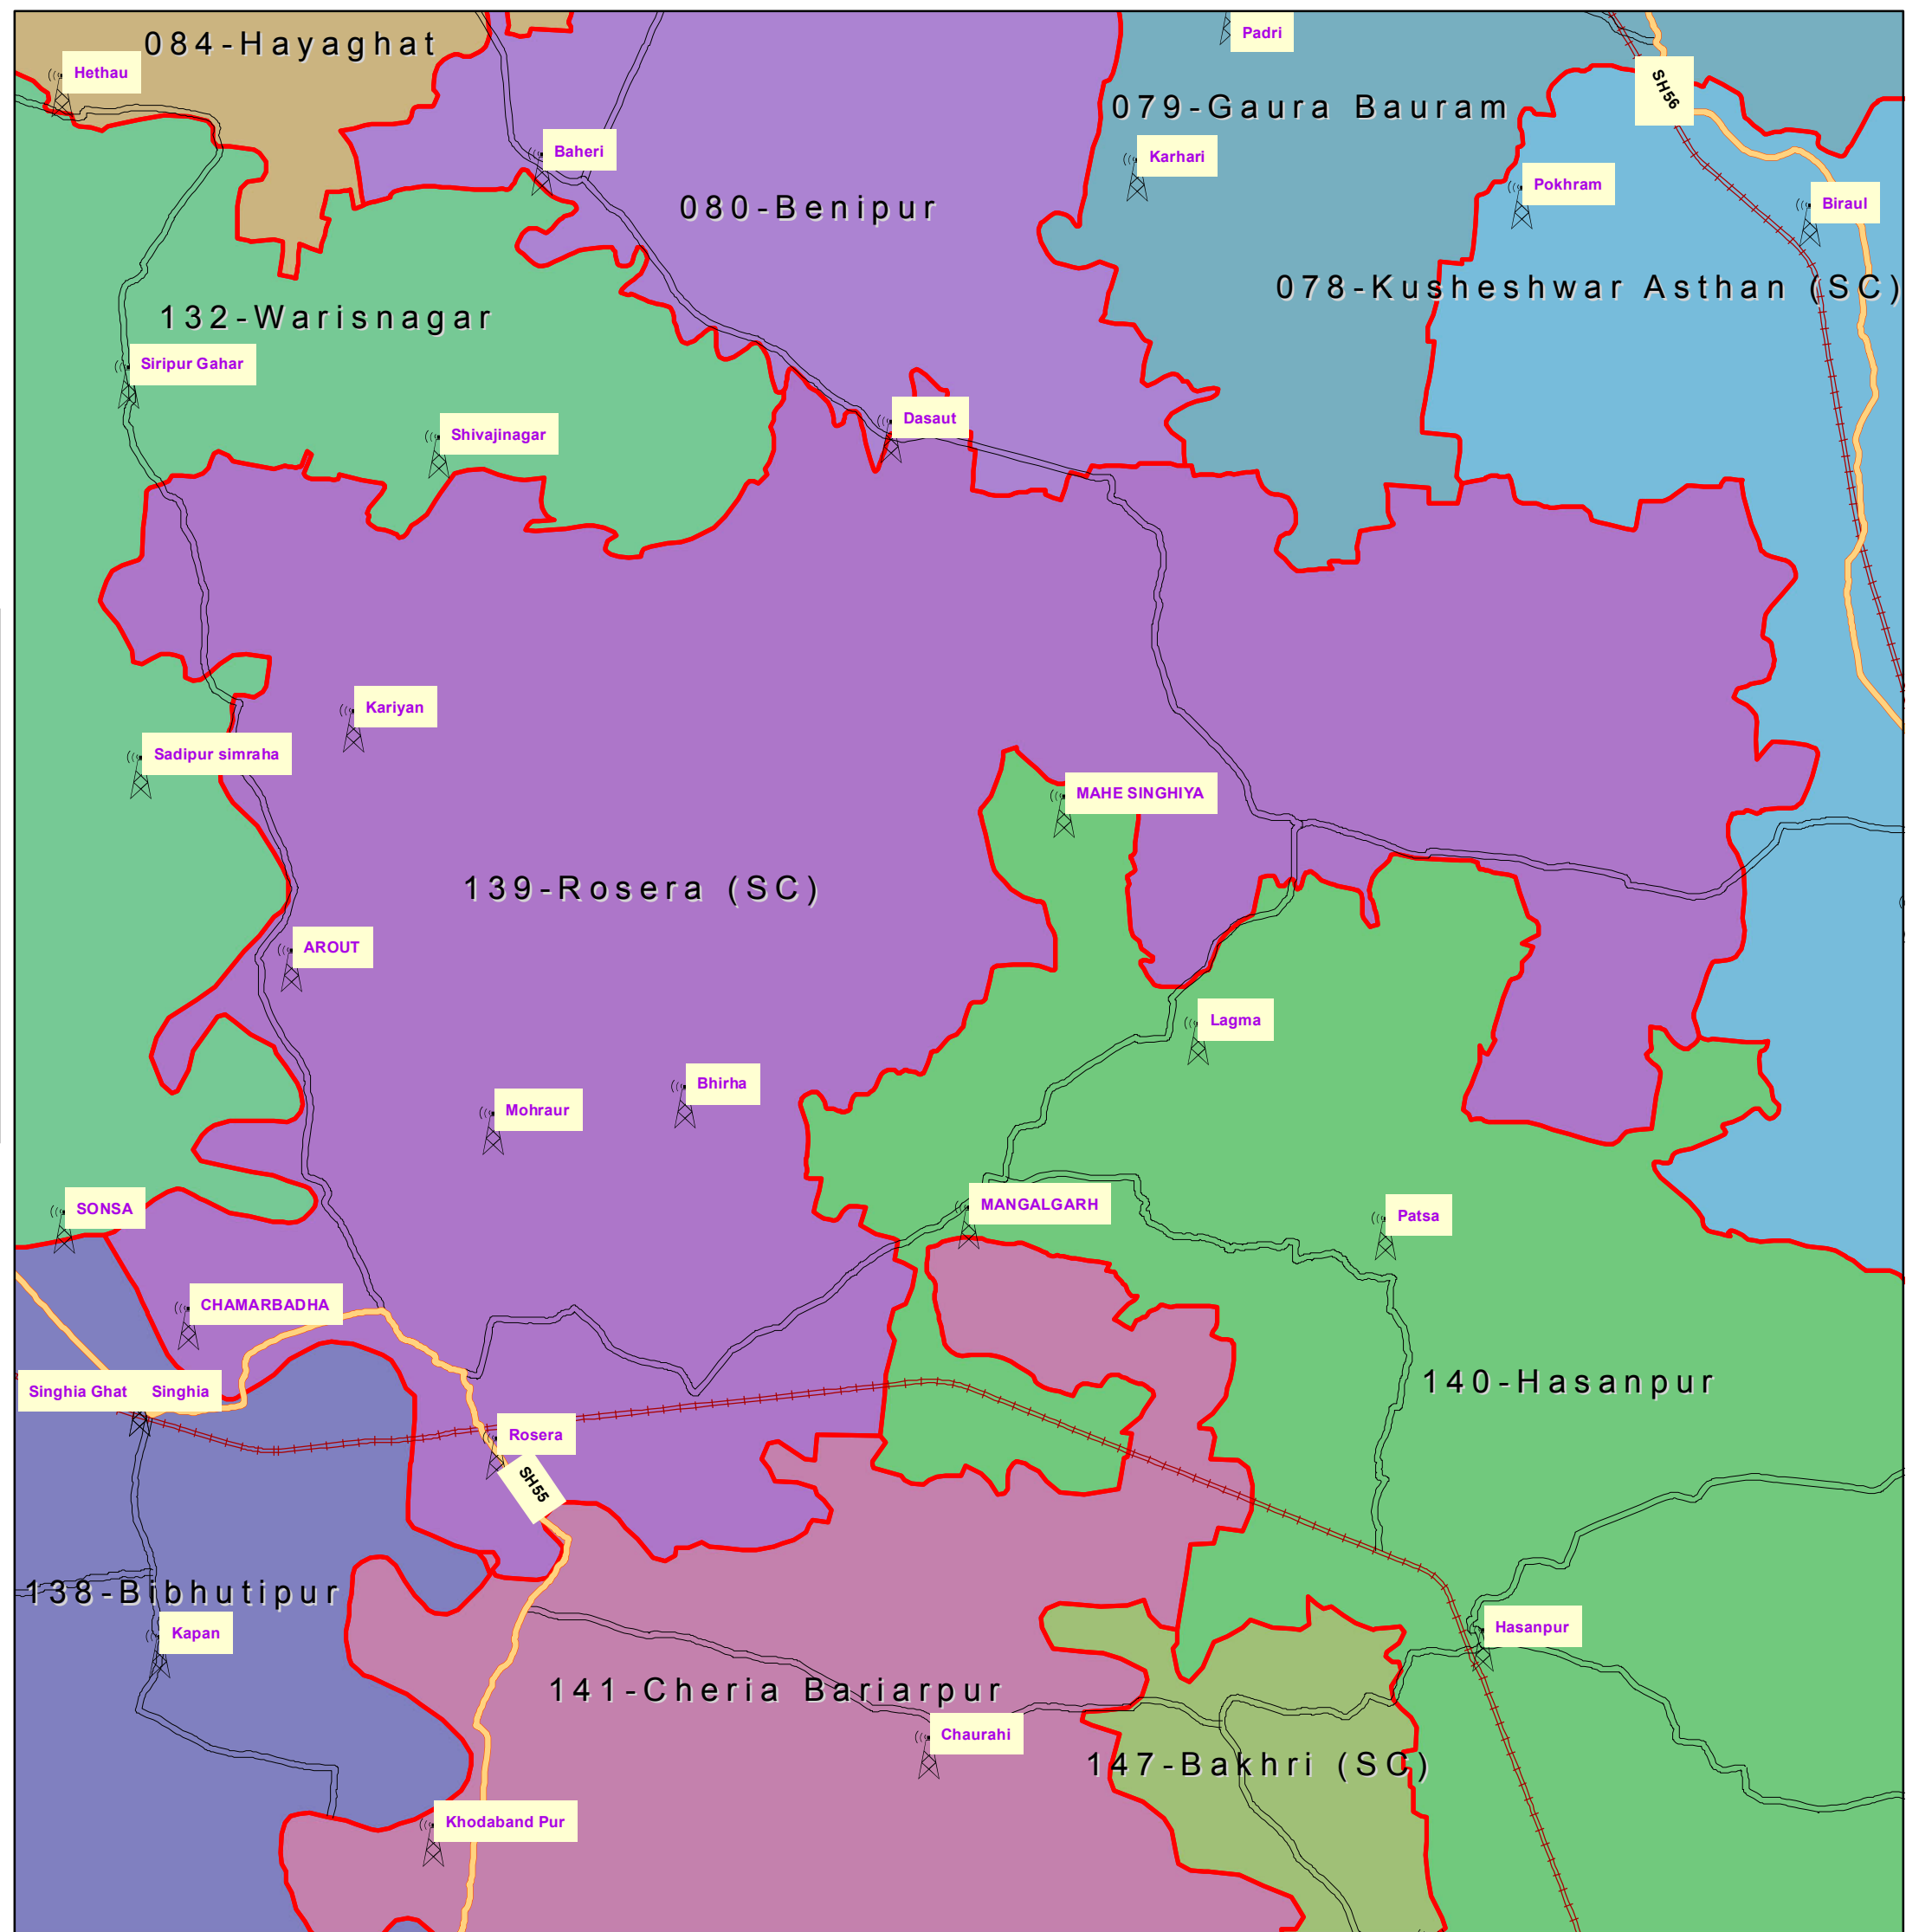 Padri
084-Hayaghat
Hethau
SH56
079-Gaura Bauram
Baheri
Karhari
Pokhram
Biraul
080-Benipur
078-Kusheshwar Asthan (SC)
132-Warisnagar
Siripur Gahar
Dasaut
Shivajinagar
Kariyan
Sadipur simraha
MAHE SINGHIYA
139-Rosera (SC)
AROUT
Lagma
Bhirha
Mohraur
MANGALGARH
SONSA
Patsa
CHAMARBADHA
140-Hasanpur
Singhia Ghat
Singhia
Rosera
SH55
138-Bibhutipur
Hasanpur
Kapan
141-Cheria Bariarpur
Chaurahi
147-Bakhri (SC)
Khodaband Pur